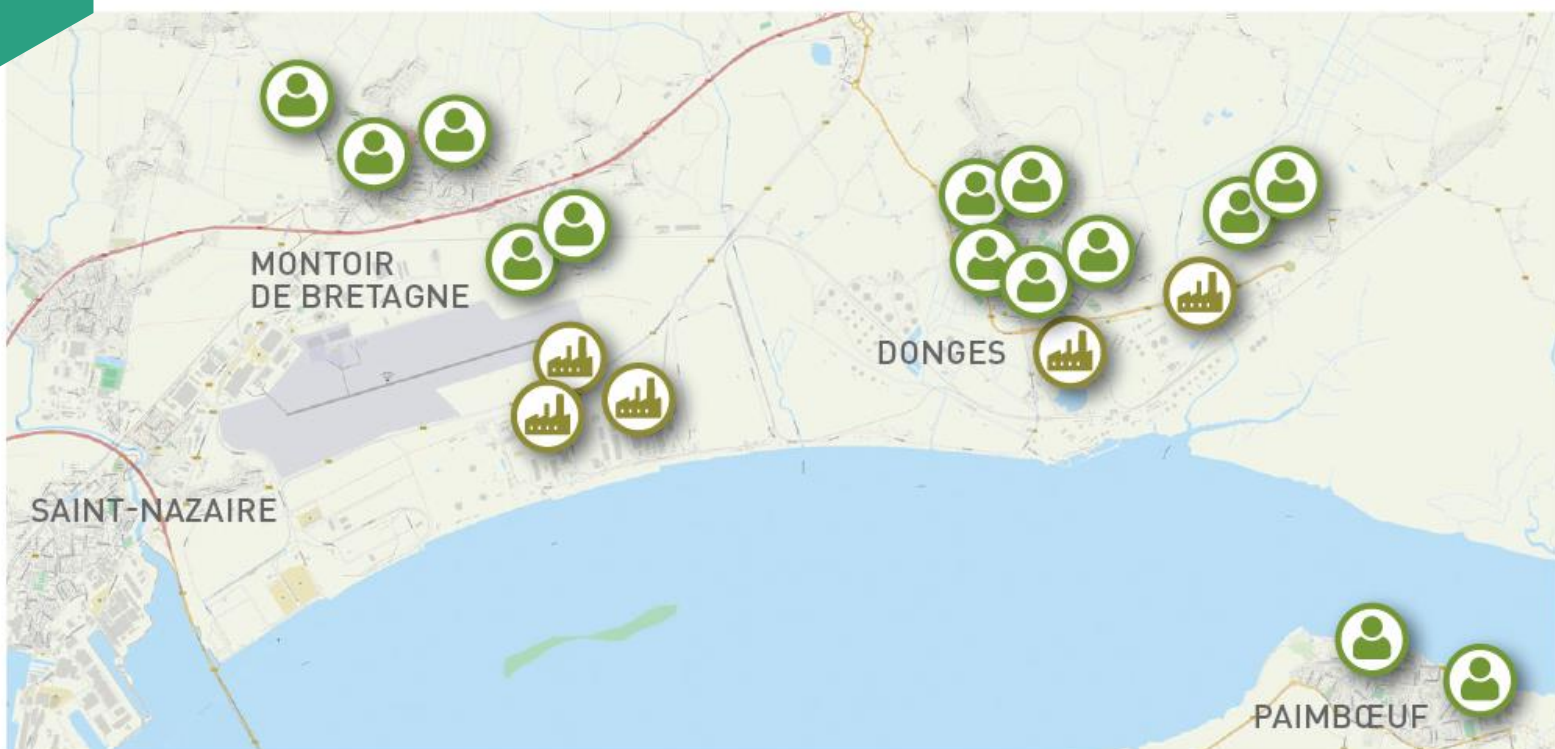 MONTOIR
DE BRETAGNE
DONGES
SAINT-NAZAIRE
PAIMBŒUF